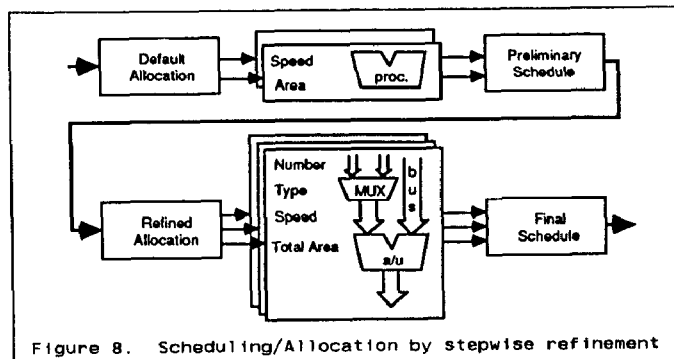 Default
Allocation
Speed
Area
proc.
Preliminary
Schedule
Refined
Allocation
Number
Type
Speed
Total Area
MUX
bus
a/u
Final
Schedule
Figure 8. Scheduling/Allocation by stepwise refinement